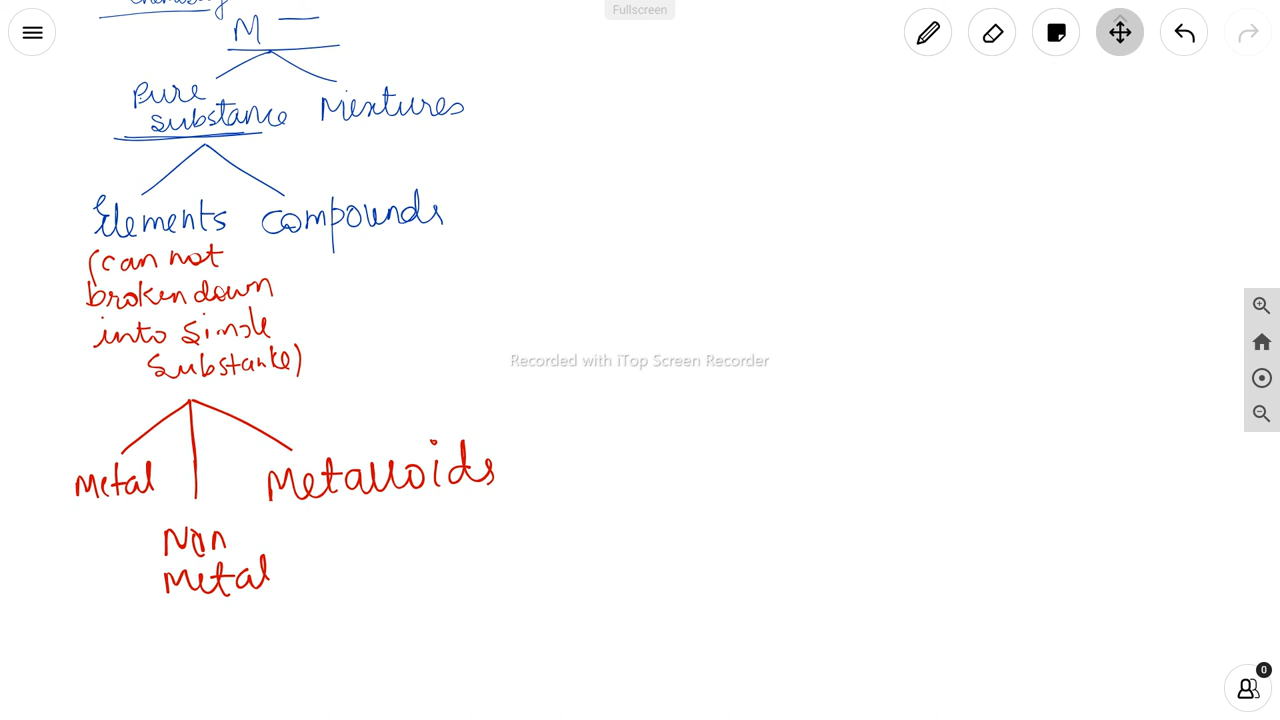 Fullscreen
Chemistry
M
Pure
substance Mixtures
Elements Compounds
(can not
broken down
into simple
substance)
Metal Metalloids
Non
Metal
Recorded with iTop Screen Recorder
0